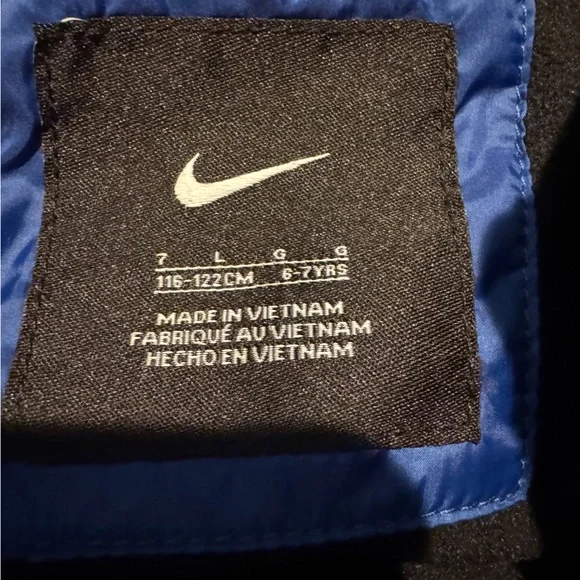 7 L G G
116-122CM 6-7YRS
MADE IN VIETNAM
FABRIQUÉ AU VIETNAM
HECHO EN VIETNAM